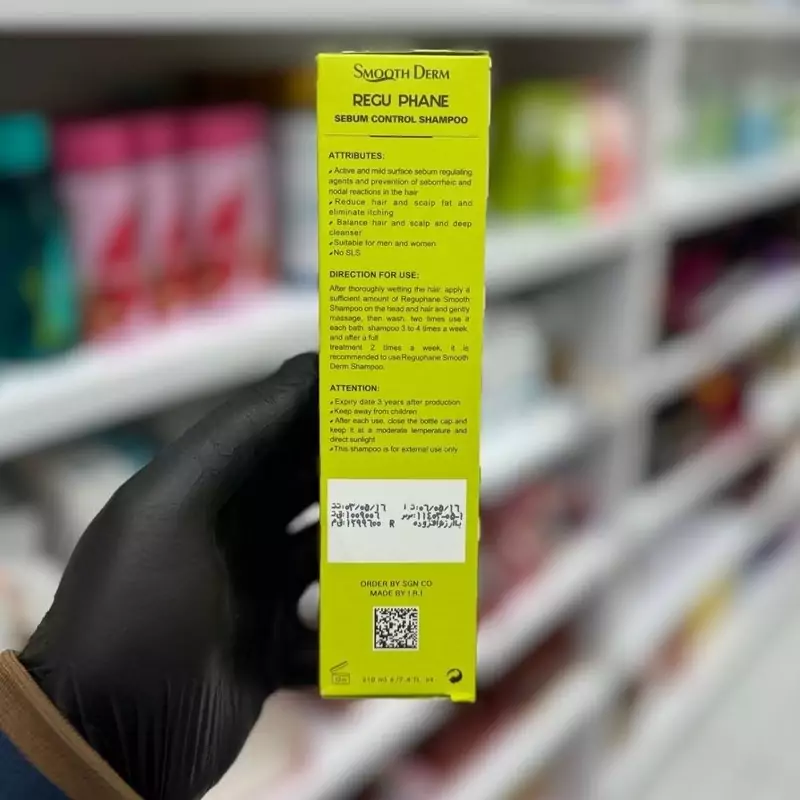 SMOOTH DERM
REGU PHANE
SEBUM CONTROL SHAMPOO
ATTRIBUTES:
Active and mild surface sebum regulating
agents and prevention of seborrheic and
nodal reactions in the hair
Reduce hair and scalp fat and
eliminate itching
Balance hair and scalp and deep
cleanser
Suitable for men and women
No SLS
DIRECTION FOR USE:
After thoroughly wetting the hair, apply a
sufficient amount of Reguphane Smooth
Shampoo on the head and hair and gently
massage, then wash. two times use it
each bath. shampoo 3 to 4 times a week,
and after a full
treatment 2 times a week, it is
recommended to use Reguphane Smooth
Derm Shampoo.
ATTENTION:
Expiry date 3 years after production
Keep away from children
After each use, close the bottle cap and
keep it at a moderate temperature and
direct sunlight
This shampoo is for external use only
R
ORDER BY SGN CO
MADE BY I.R.I
210 ml